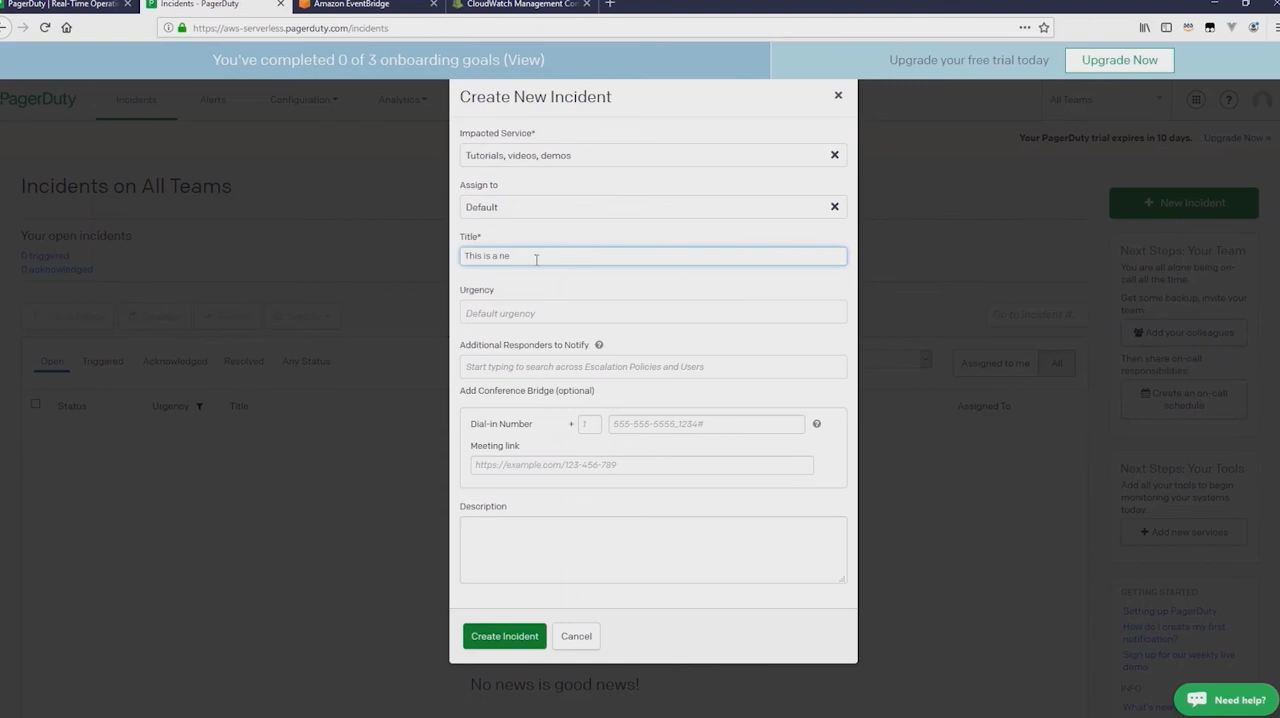 PagerDuty | Real-Time Operati
Incidents - PagerDuty
Amazon EventBridge
CloudWatch Management Con
https://aws-serverless.pagerduty.com/incidents
You've completed 0 of 3 onboarding goals (View)
Upgrade your free trial today
Upgrade Now
PagerDuty
Incidents
Alerts
Configuration
Analytics
All Teams
Your PagerDuty trial expires in 10 days.
Upgrade Now »
Create New Incident
Impacted Service*
Tutorials, videos, demos
Assign to
Default
Title*
This is a ne
Urgency
Default urgency
Additional Responders to Notify
Start typing to search across Escalation Policies and Users
Add Conference Bridge (optional)
Dial-in Number + 1 555-555-5555,,1234#
Meeting link
https://example.com/123-456-789
Description
Create Incident
Cancel
Incidents on All Teams
Your open incidents
0 triggered
0 acknowledged
+ New Incident
Go to Incident #
Open
Triggered
Acknowledged
Resolved
Any Status
Assigned to me
All
Status
Urgency
Title
Assigned To
No news is good news!
Next Steps: Your Team
You are all alone being on-
call all the time.
Get some backup, invite your
team.
Add your colleagues
Then share on-call
responsibilities.
Create an on-call
schedule
Next Steps: Your Tools
Add all your tools to begin
monitoring your systems
today.
+ Add new services
GETTING STARTED
Setting up PagerDuty
How do I create my first
notification?
Sign up for our weekly live
demo
INFO
What's new
Need help?